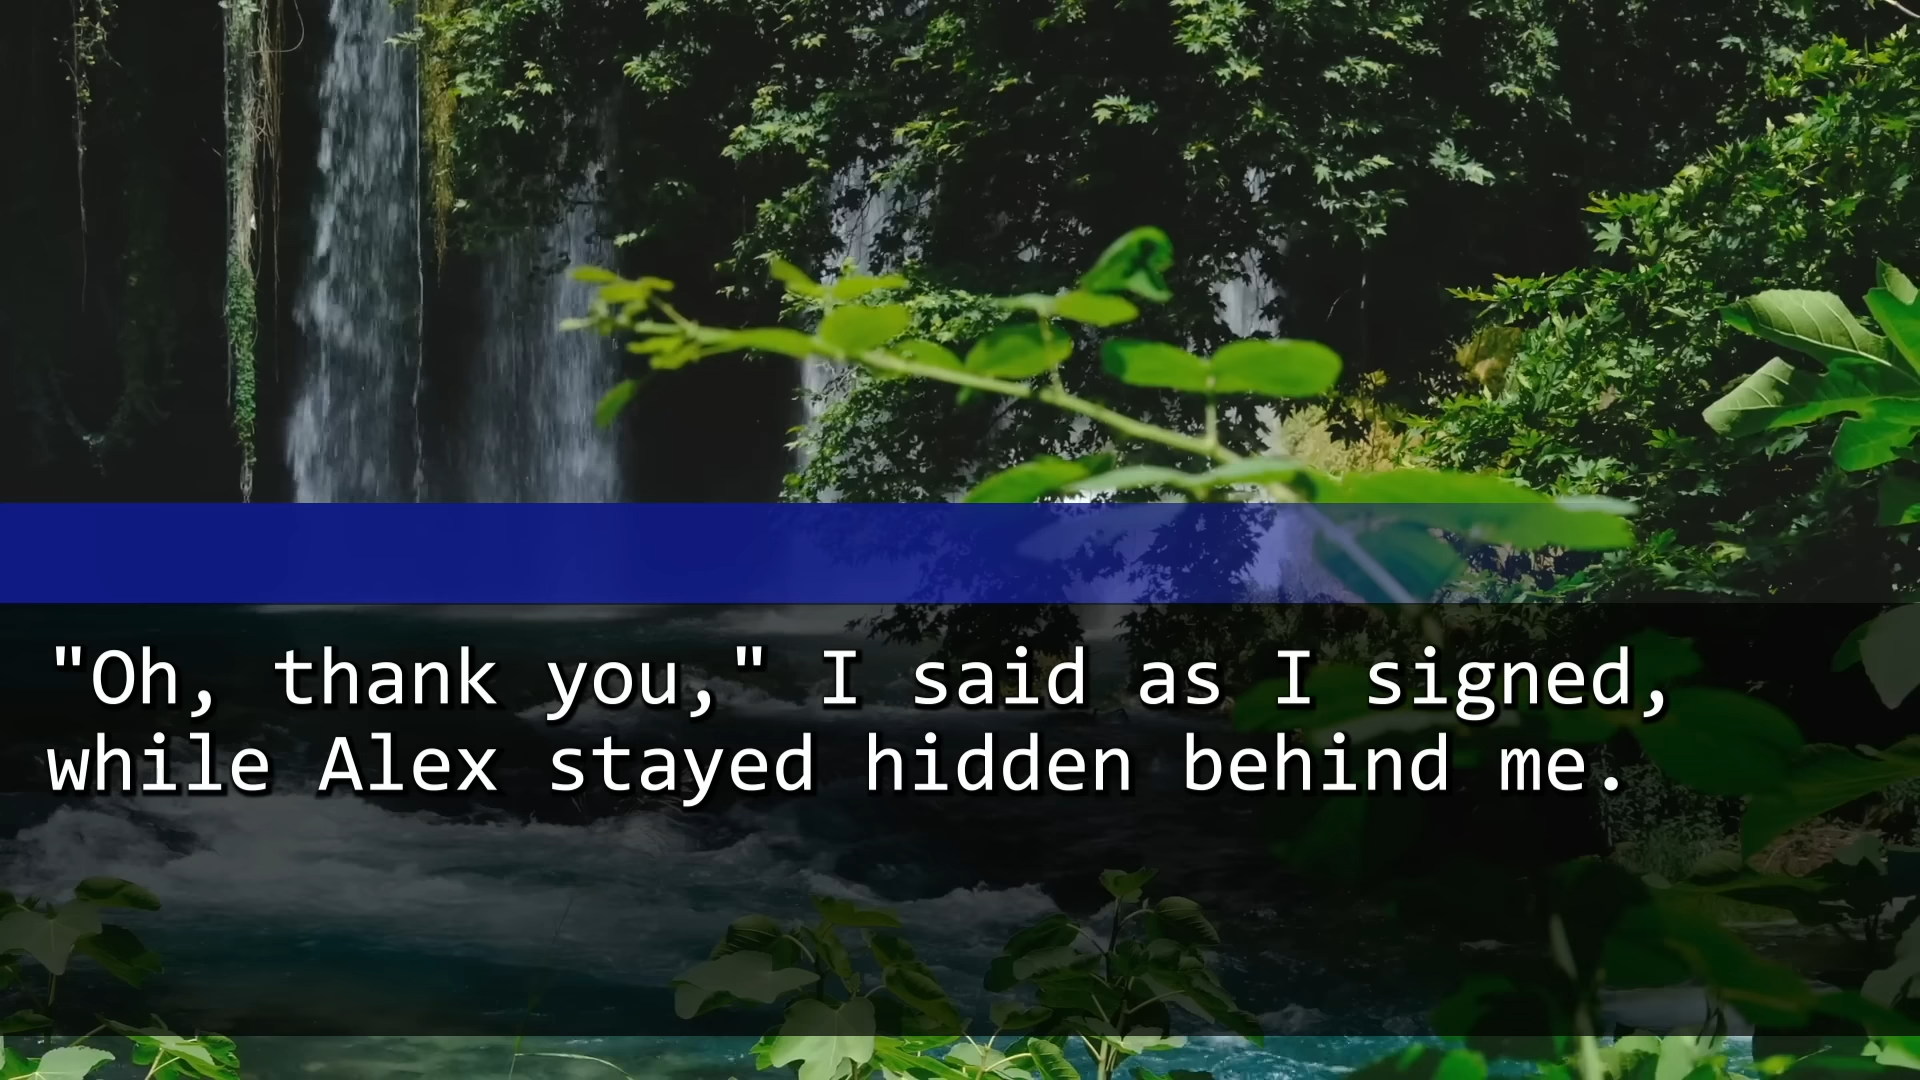 "Oh, thank you," I said as I signed,
while Alex stayed hidden behind me.